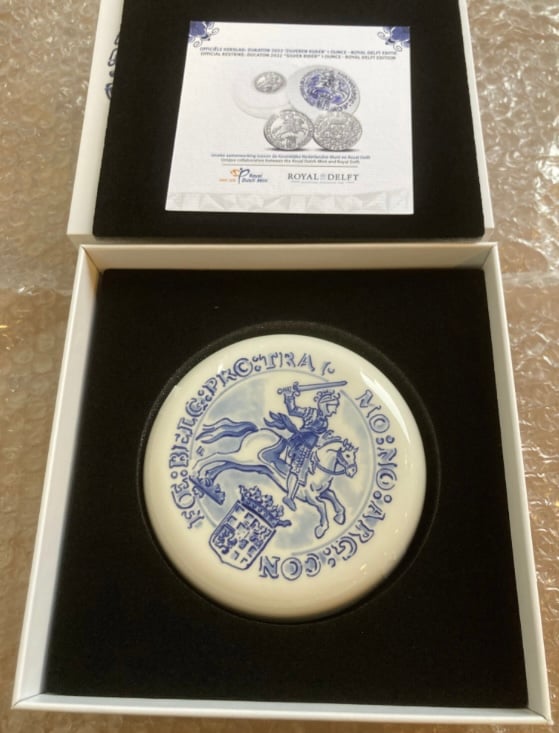 OFFICIËLE HERSLAG: DUKATON 2022 "ZILVEREN RIJDER" 1 OUNCE - ROYAL DELFT EDITIE
OFFICIAL RESTRIKE: DUCATON 2022 "SILVER RIDER" 1 OUNCE - ROYAL DELFT EDITION
Unieke samenwerking tussen de Koninklijke Nederlandse Munt en Royal Delft
Unique collaboration between the Royal Dutch Mint and Royal Delft
Royal
Dutch Mint
ROYAL DELFT
MO:NO:ARG:CON
FOE:BELG:PRO:TRAI